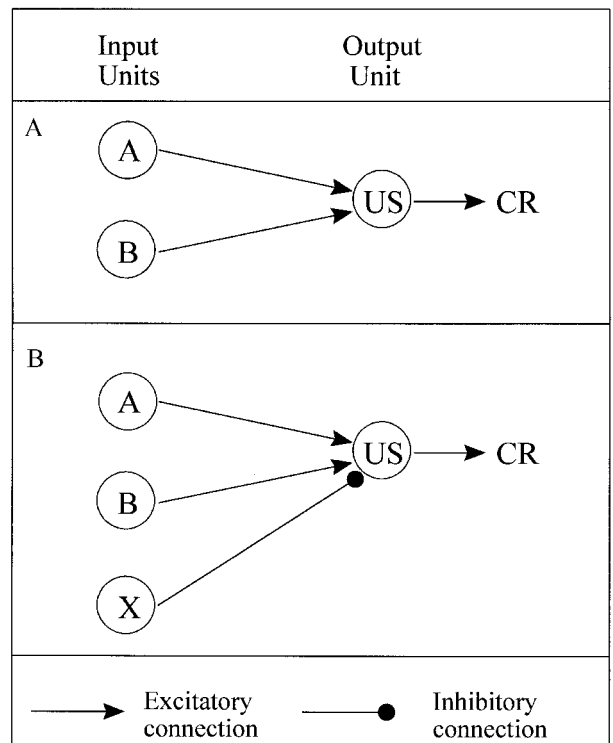 Input Units
Output Unit
A
A
US
CR
B
B
A
US
CR
B
X
Excitatory connection
Inhibitory connection